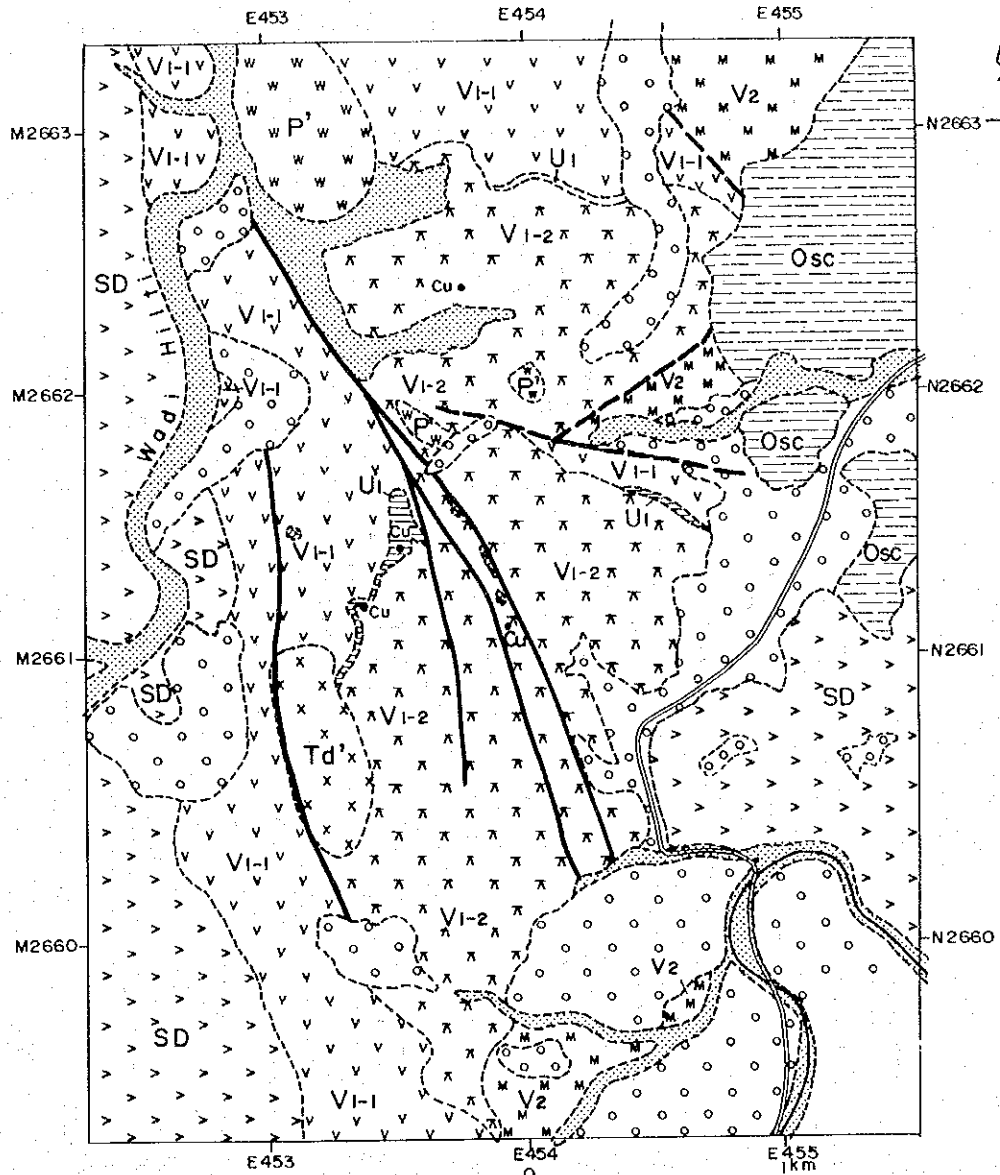 E453 E454 E455
V1-1 V1-1 V2
M2663 P' N2663
V1-1 U1 V1-1
V1-2
SD Cu Osc
V1-1
Wadi Hilti
M2662 V1-1 V1-2 P V2 N2662
P Osc
V1-1
U1 U1
SD V1-1 Cu V1-2 Osc
Cu
Cu
M2661 N2661
SD V1-2 SD
Td'
V1-1
V1-2
M2660 N2660
V2
SD
V1-1 V2
E453 E454 E455
0 1km